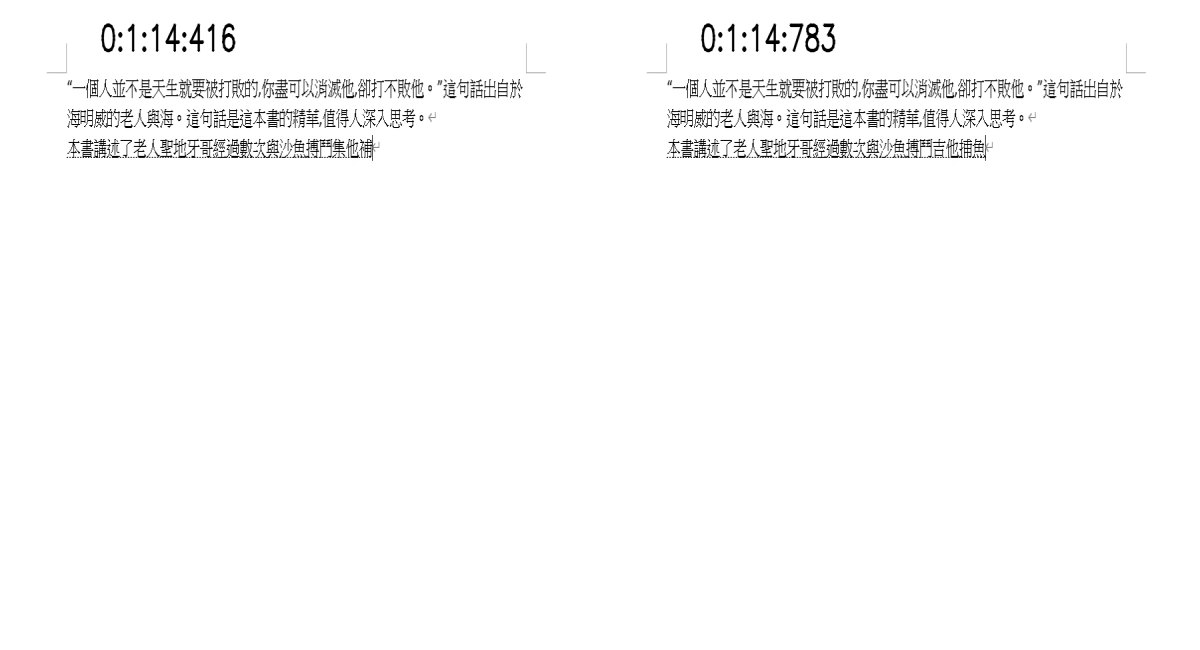 0:1:14:416
“一個人並不是天生就要被打敗的,你盡可以消滅他,卻打不敗他。”這句話出自於
海明威的老人與海。這句話是這本書的精華,值得人深入思考。
本書講述了老人聖地牙哥經過數次與沙魚搏鬥集他補
0:1:14:783
“一個人並不是天生就要被打敗的,你盡可以消滅他,卻打不敗他。”這句話出自於
海明威的老人與海。這句話是這本書的精華,值得人深入思考。
本書講述了老人聖地牙哥經過數次與沙魚搏鬥吉他捕魚